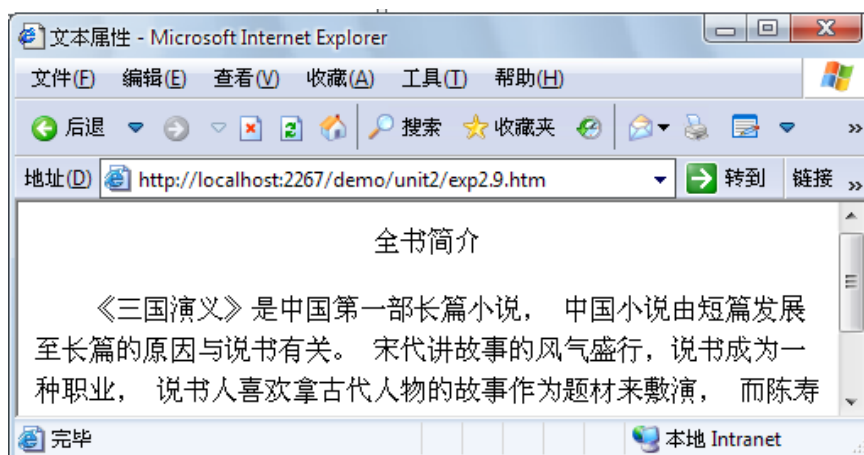 文本属性 - Microsoft Internet Explorer
文件(F) 编辑(E) 查看(V) 收藏(A) 工具(T) 帮助(H)
后退 搜索 收藏夹 »
地址(D) http://localhost:2267/demo/unit2/exp2.9.htm 转到 链接 »
全书简介
《三国演义》是中国第一部长篇小说， 中国小说由短篇发展
至长篇的原因与说书有关。 宋代讲故事的风气盛行，说书成为一
种职业， 说书人喜欢拿古代人物的故事作为题材来敷演， 而陈寿
完毕 本地 Intranet